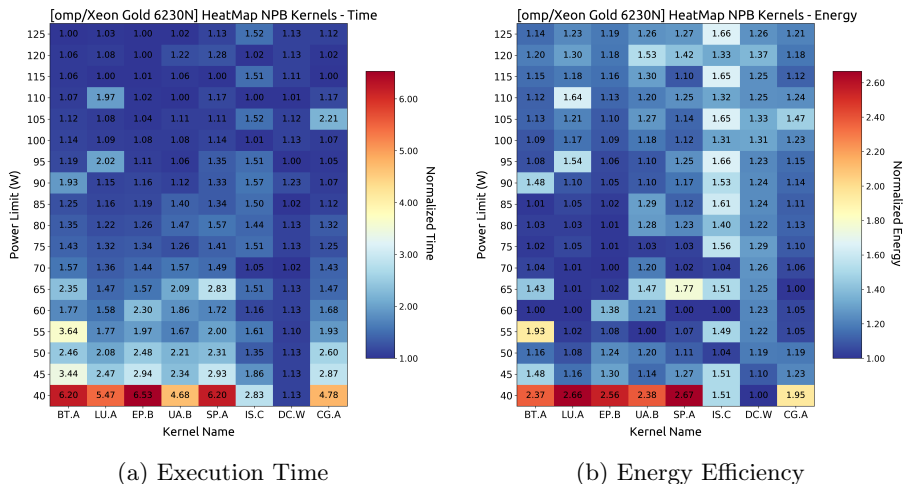 [omp/Xeon Gold 6230N] HeatMap NPB Kernels - Time
125 1.00 1.03 1.00 1.02 1.13 1.52 1.13 1.12
120 1.06 1.08 1.00 1.22 1.28 1.02 1.13 1.02
115 1.06 1.00 1.03 1.10 1.00 1.51 1.13 1.00
110 1.07 1.97 1.02 1.00 1.17 1.00 1.01 1.17
105 1.12 1.08 1.04 1.11 1.12 1.53 1.12 2.21
100 1.14 1.09 1.08 1.08 1.14 1.01 1.13 1.07
95 1.19 2.02 1.11 1.06 1.35 1.51 1.00 1.05
90 1.93 1.15 1.16 1.12 1.33 1.57 1.23 1.07
85 1.25 1.16 1.19 1.40 1.34 1.51 1.13 1.12
80 1.35 1.22 1.28 1.57 1.57 1.44 1.13 1.32
75 1.43 1.32 1.34 1.26 1.41 1.51 1.13 1.25
70 1.57 1.36 1.44 1.57 1.49 1.05 1.02 1.43
65 2.35 1.47 1.57 2.09 2.83 1.51 1.13 1.47
60 1.77 1.58 2.30 1.86 1.72 1.16 1.13 1.68
55 3.64 1.77 1.97 1.67 2.00 1.61 1.10 1.93
50 2.46 2.08 2.48 2.21 2.31 1.35 1.13 2.60
45 3.44 2.47 2.94 2.34 2.93 1.86 1.13 2.87
40 6.20 5.47 6.53 4.68 6.20 2.83 1.13 4.78
BT.A LU.A EP.B UA.B SP.A IS.C DC.W CG.A
Kernel Name
Power Limit (W)
6.00
5.00
4.00
3.00
2.00
1.00
Normalized Time
(a) Execution Time
[omp/Xeon Gold 6230N] HeatMap NPB Kernels - Energy
125 1.14 1.23 1.19 1.26 1.27 1.66 1.26 1.21
120 1.20 1.30 1.18 1.53 1.42 1.33 1.37 1.18
115 1.15 1.18 1.16 1.30 1.10 1.65 1.25 1.12
110 1.12 1.64 1.13 1.20 1.25 1.32 1.25 1.24
105 1.13 1.21 1.10 1.29 1.20 1.65 1.33 1.47
100 1.09 1.17 1.09 1.18 1.12 1.31 1.31 1.23
95 1.08 1.54 1.06 1.10 1.25 1.66 1.23 1.15
90 1.48 1.10 1.05 1.10 1.17 1.53 1.24 1.14
85 1.01 1.09 1.02 1.29 1.12 1.61 1.24 1.11
80 1.03 1.03 1.01 1.28 1.23 1.40 1.22 1.13
75 1.02 1.05 1.01 1.03 1.03 1.56 1.29 1.10
70 1.04 1.01 1.00 1.20 1.02 1.04 1.26 1.06
65 1.43 1.01 1.02 1.47 1.77 1.51 1.25 1.00
60 1.00 1.00 1.38 1.21 1.00 1.00 1.23 1.05
55 1.93 1.02 1.08 1.00 1.07 1.49 1.22 1.05
50 1.16 1.08 1.24 1.20 1.11 1.04 1.19 1.19
45 1.48 1.16 1.30 1.14 1.27 1.51 1.10 1.23
40 2.37 2.66 2.56 2.38 2.67 1.51 1.00 1.95
BT.A LU.A EP.B UA.B SP.A IS.C DC.W CG.A
Kernel Name
Power Limit (W)
2.60
2.40
2.20
2.00
1.80
1.60
1.40
1.20
1.00
Normalized Energy
(b) Energy Efficiency